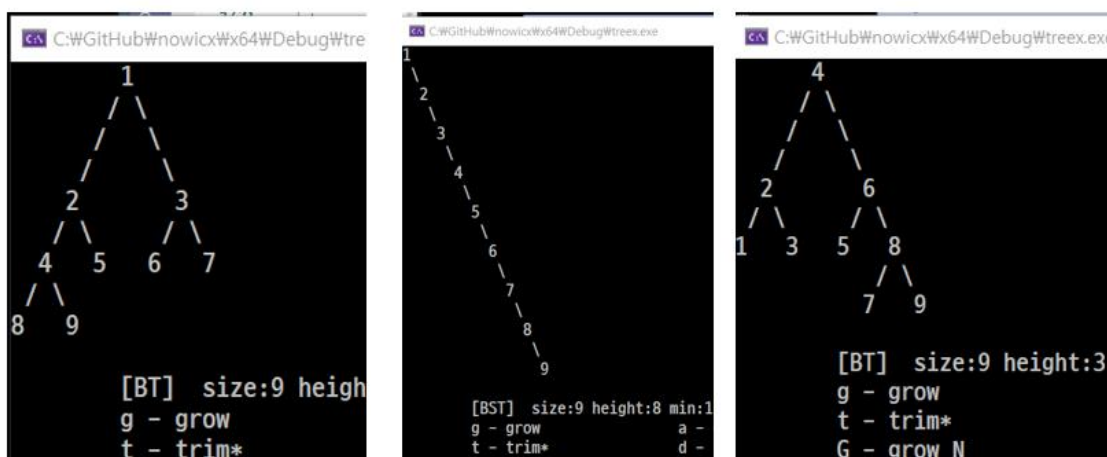 C:\GitHub\nowicx\x64\Debug\tre
1
/ \
/ \
/ \
2 3
/ \ / \
4 5 6 7
/ \
8 9
[BT] size:9 heigh
g - grow
t - trim*
C:\GitHub\nowicx\x64\Debug\treex.exe
1
\
2
\
3
\
4
\
5
\
6
\
7
\
8
\
9
[BST] size:9 height:8 min:1
g - grow a -
t - trim* d -
C:\GitHub\nowicx\x64\Debug\treex.exe
4
/ \
/ \
/ \
2 6
/ \ / \
1 3 5 8
/ \
7 9
[BT] size:9 height:3
g - grow
t - trim*
G - grow N